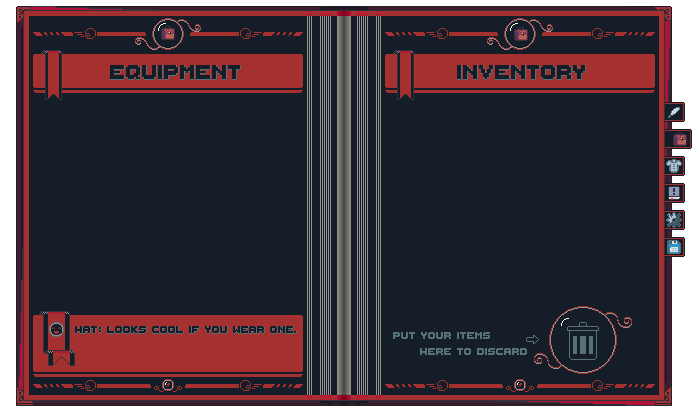 EQUIPMENT
HAT: LOOKS COOL IF YOU WEAR ONE.
INVENTORY
PUT YOUR ITEMS
HERE TO DISCARD